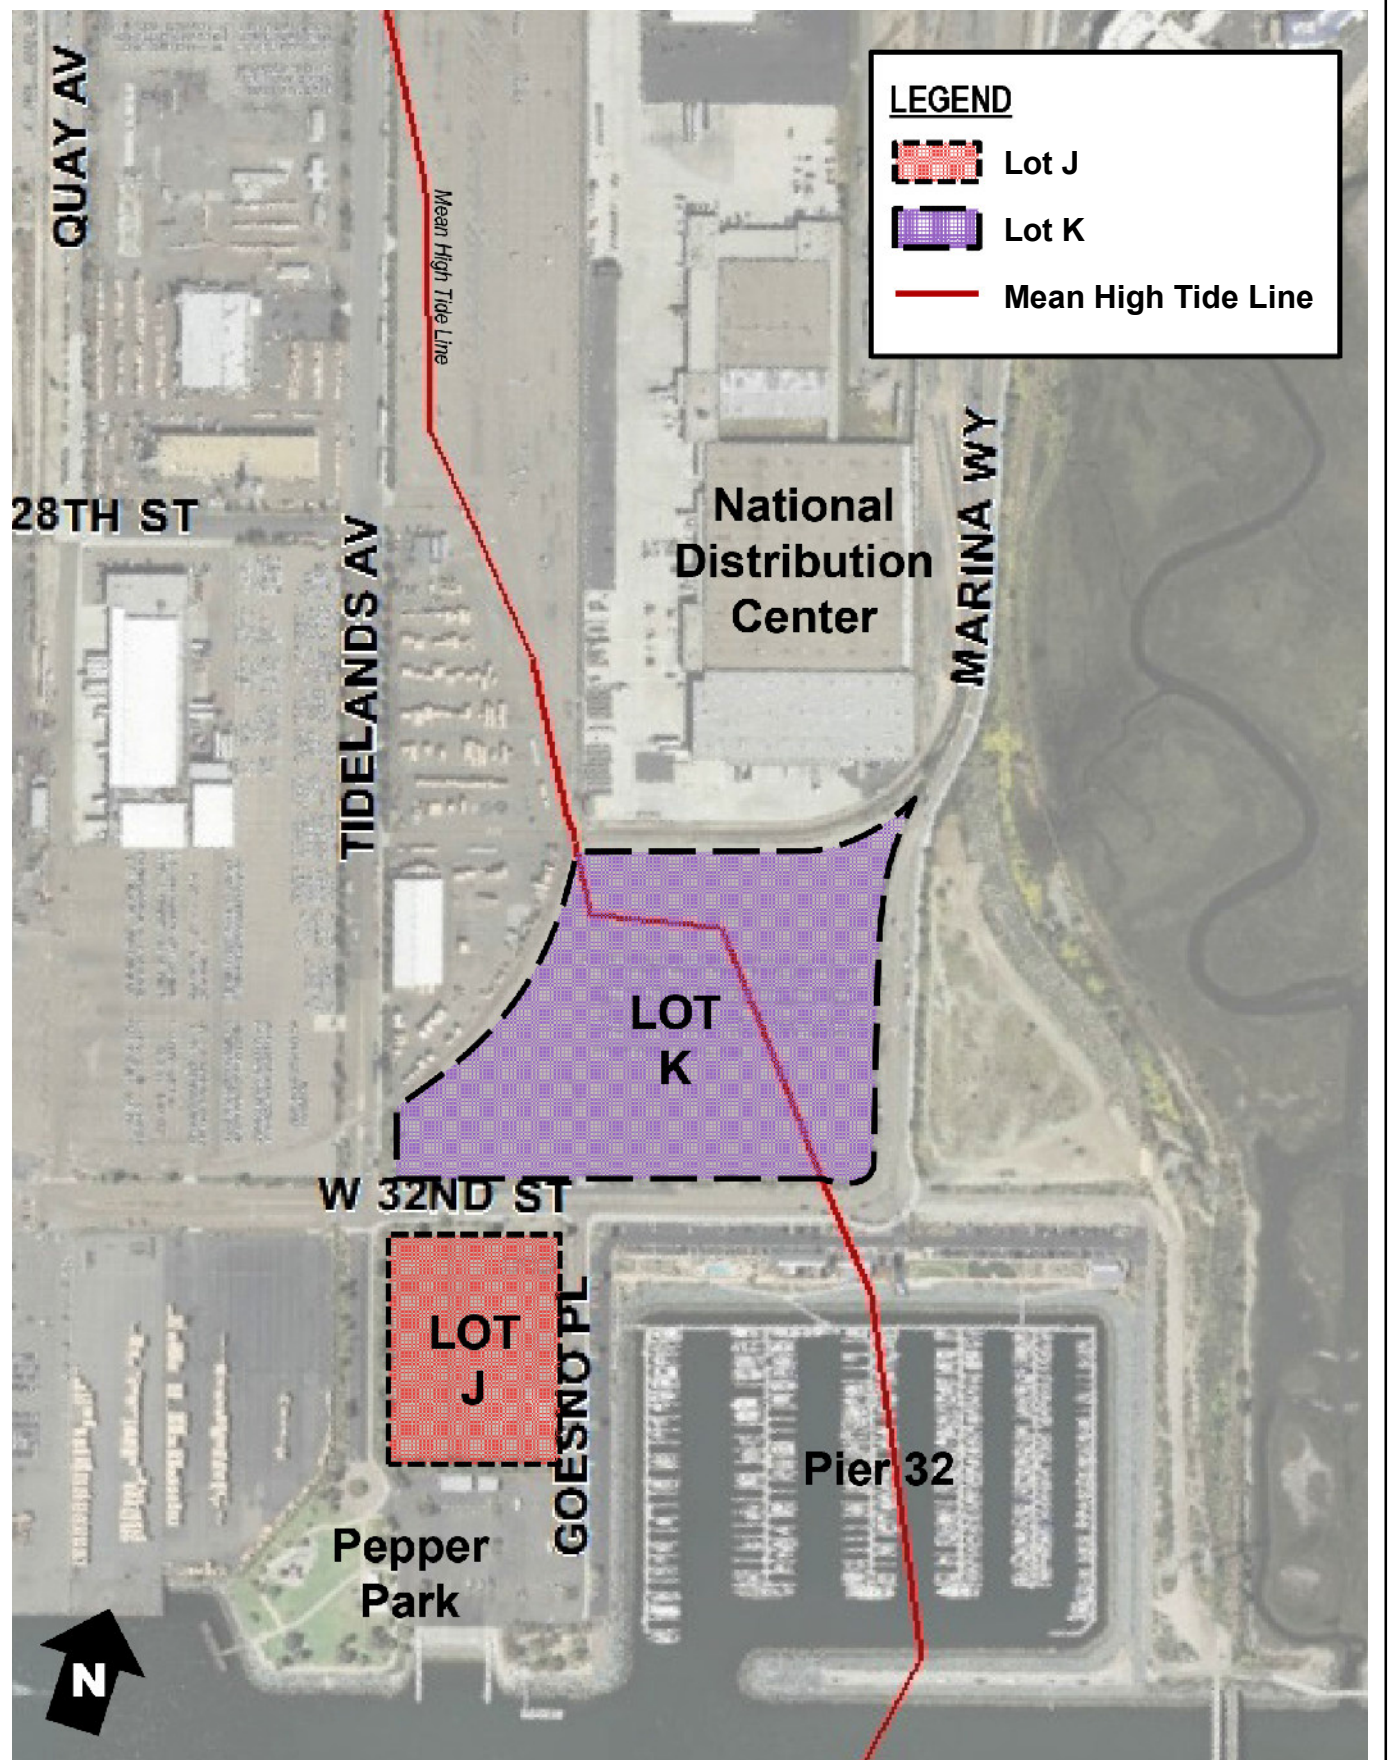 QUAY AV
LEGEND
Lot J
Lot K
Mean High Tide Line
Mean High Tide Line
28TH ST
TIDELANDS AV
National
Distribution
Center
MARINA WY
LOT
K
W 32ND ST
LOT
J
GOESNO PL
Pier 32
Pepper
Park
N